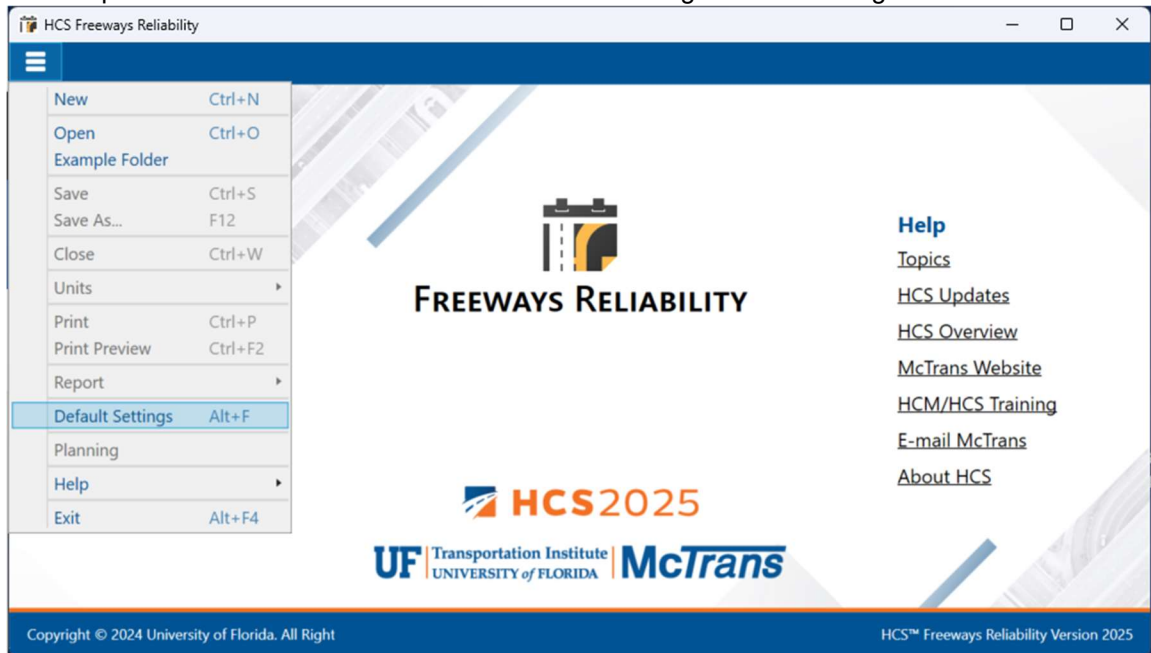 HCS Freeways Reliability
New Ctrl+N
Open Ctrl+O
Example Folder
Save Ctrl+S
Save As... F12
Close Ctrl+W
Units
Print Ctrl+P
Print Preview Ctrl+F2
Report
Default Settings Alt+F
Planning
Help
Exit Alt+F4
FREEWAYS RELIABILITY
HCS2025
UF Transportation Institute
UNIVERSITY of FLORIDA
McTrans
Help
Topics
HCS Updates
HCS Overview
McTrans Website
HCM/HCS Training
E-mail McTrans
About HCS
Copyright © 2024 University of Florida. All Right
HCS™ Freeways Reliability Version 2025